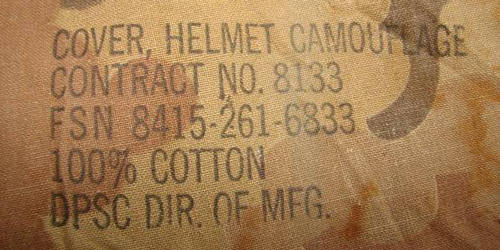 COVER, HELMET CAMOUFLAGE
CONTRACT NO. 8133
FSN 8415-261-6833
100% COTTON
DPSC DIR. OF MFG.